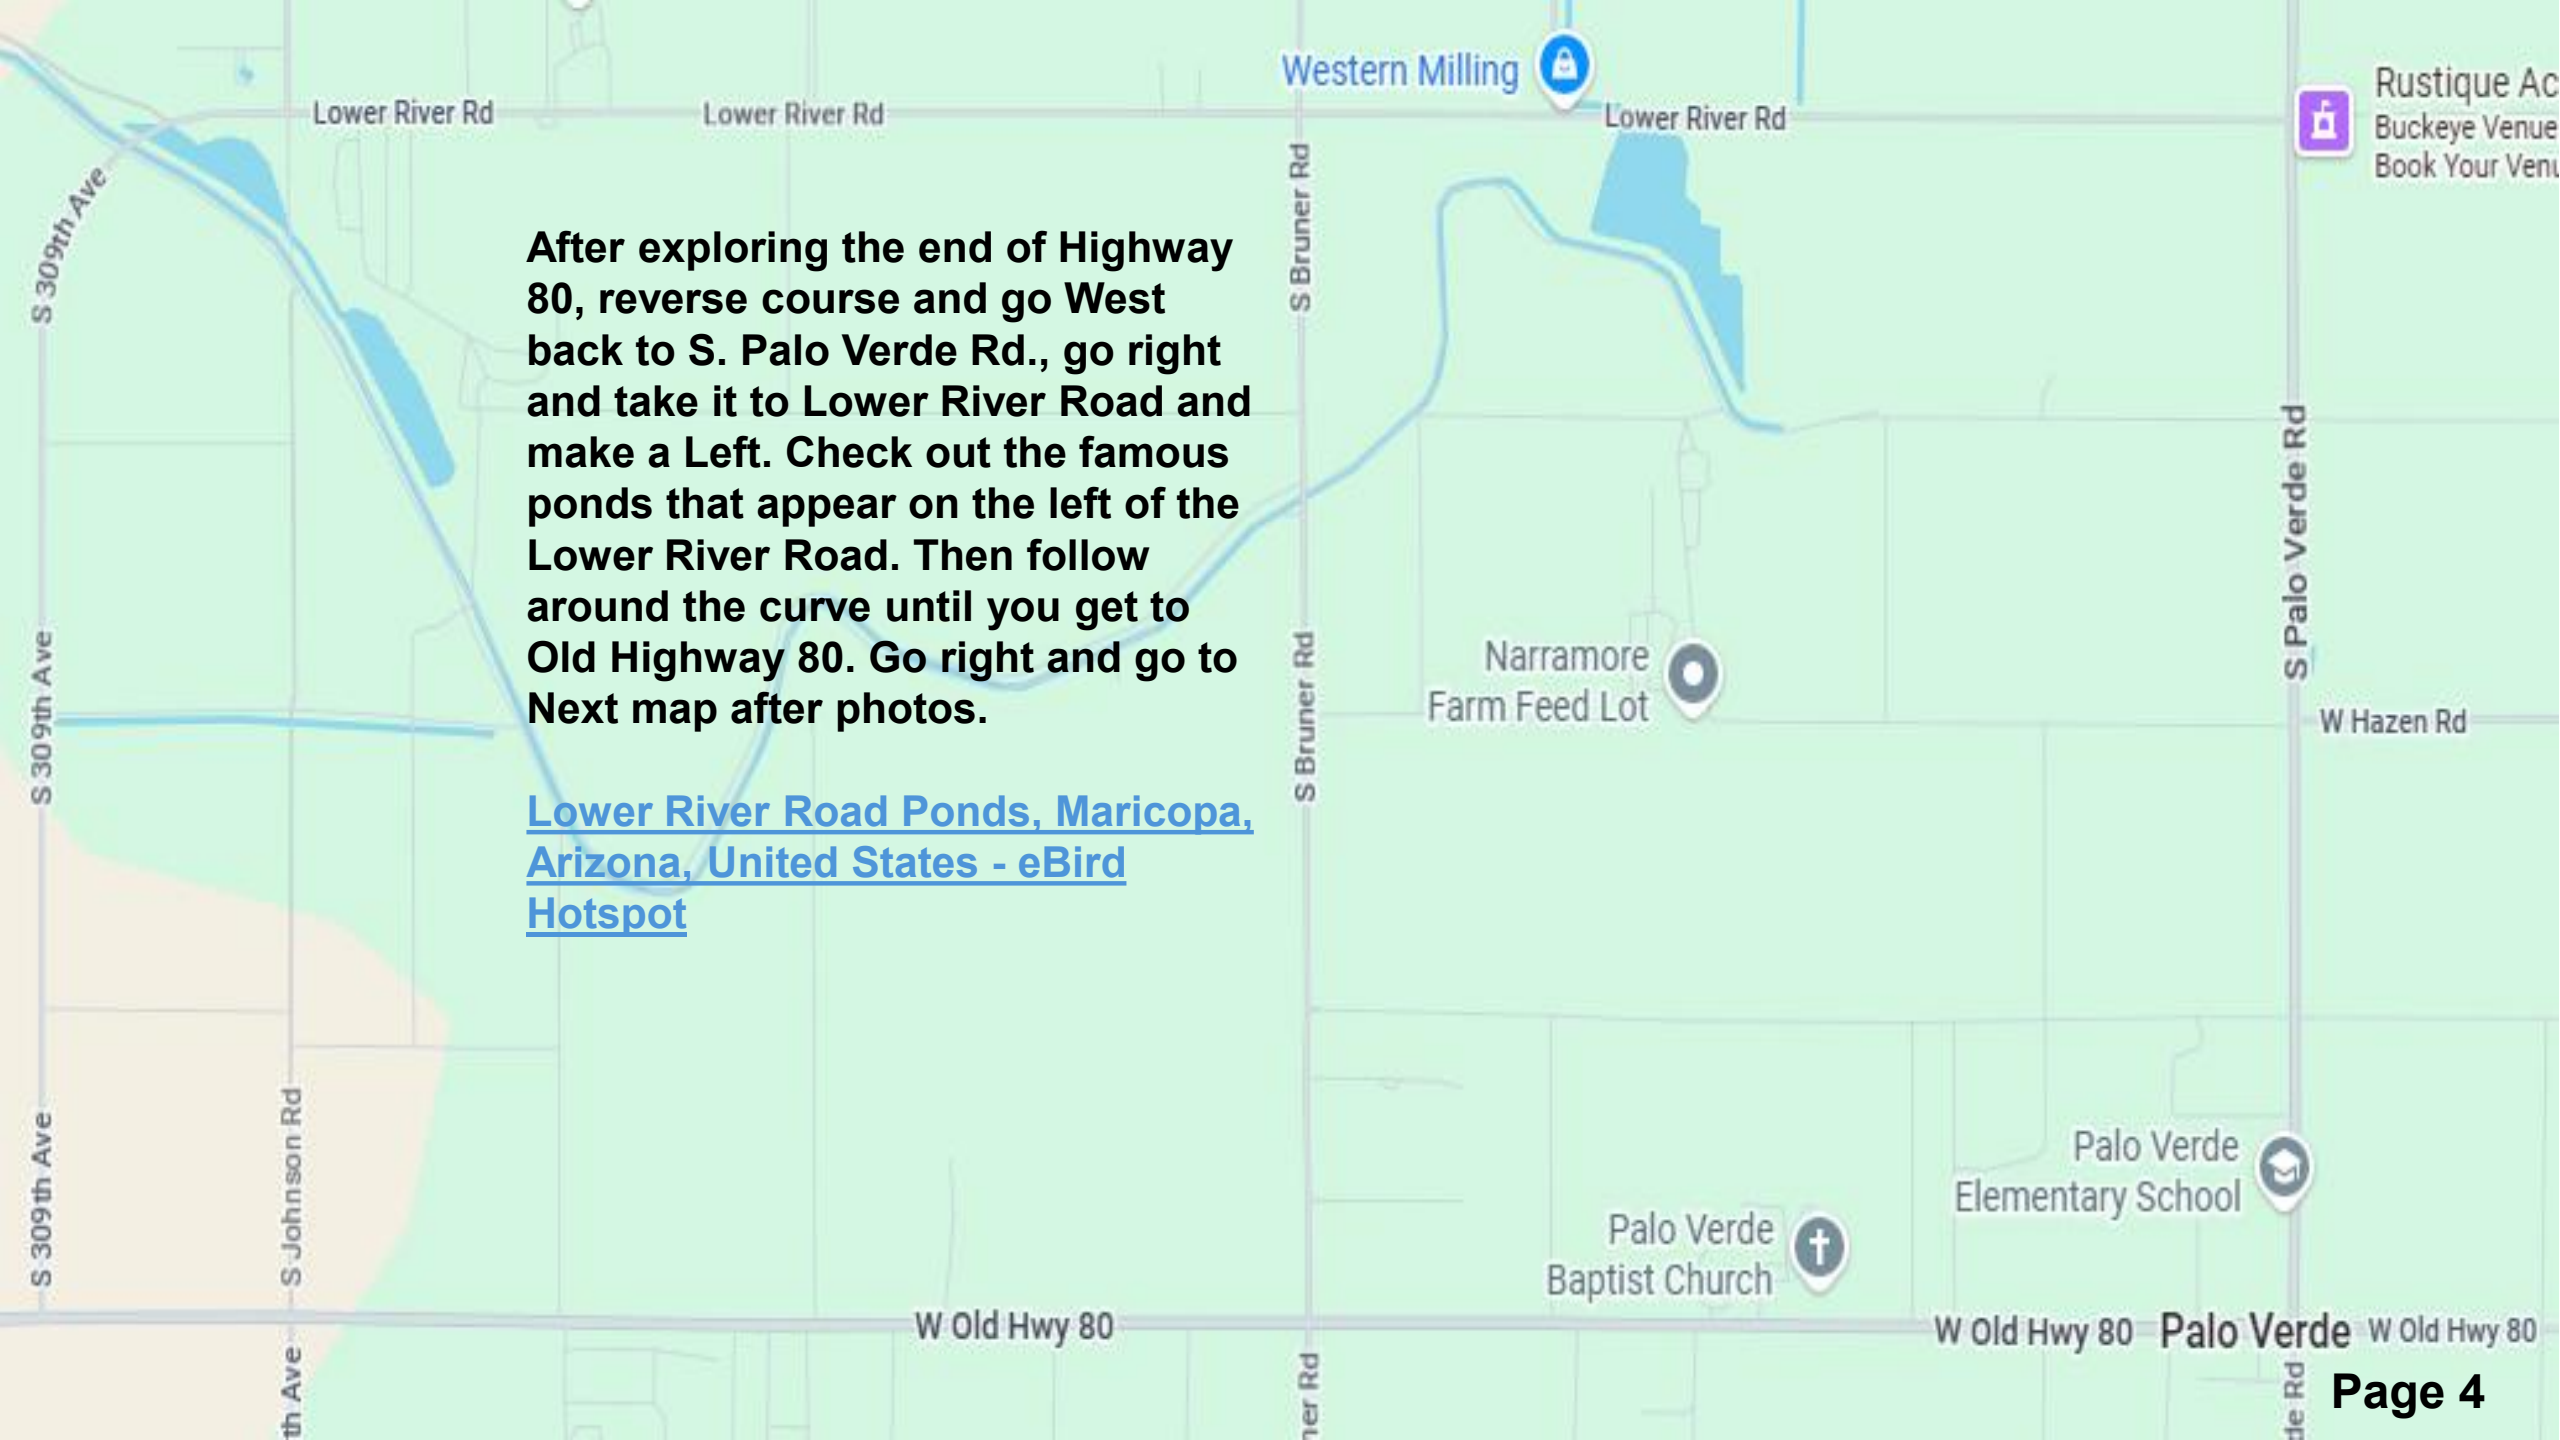 Western Milling
Rustique Ac
Buckeye Venue
Book Your Venu
Lower River Rd
Lower River Rd
Lower River Rd
S 309th Ave
S Bruner Rd
After exploring the end of Highway
80, reverse course and go West
back to S. Palo Verde Rd., go right
and take it to Lower River Road and
make a Left. Check out the famous
ponds that appear on the left of the
Lower River Road. Then follow
around the curve until you get to
Old Highway 80. Go right and go to
Next map after photos.
Lower River Road Ponds, Maricopa,
Arizona, United States - eBird
Hotspot
S Palo Verde Rd
S 309th Ave
S Bruner Rd
Narramore
Farm Feed Lot
W Hazen Rd
S 309th Ave
S Johnson Rd
Palo Verde
Elementary School
Palo Verde
Baptist Church
W Old Hwy 80
W Old Hwy 80
Palo Verde
W Old Hwy 80
th Ave
ner Rd
de Rd
Page 4